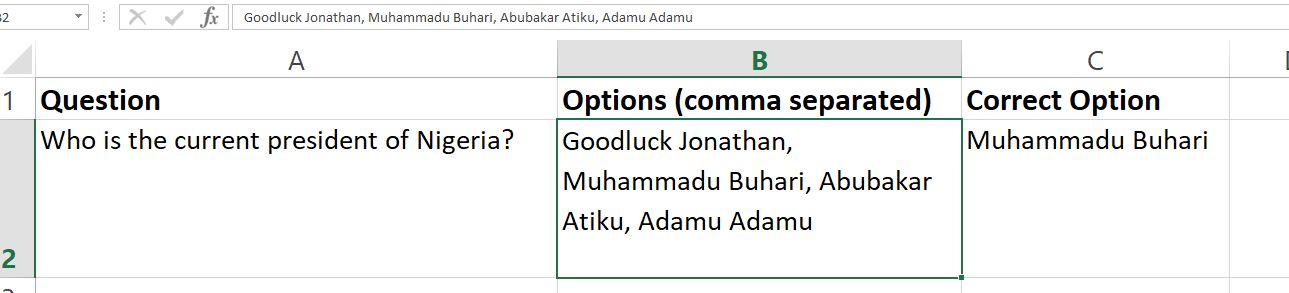 B2 fx Goodluck Jonathan, Muhammadu Buhari, Abubakar Atiku, Adamu Adamu
A B C
1 Question Options (comma separated) Correct Option
Who is the current president of Nigeria? Goodluck Jonathan, Muhammadu Buhari
Muhammadu Buhari, Abubakar
Atiku, Adamu Adamu
2